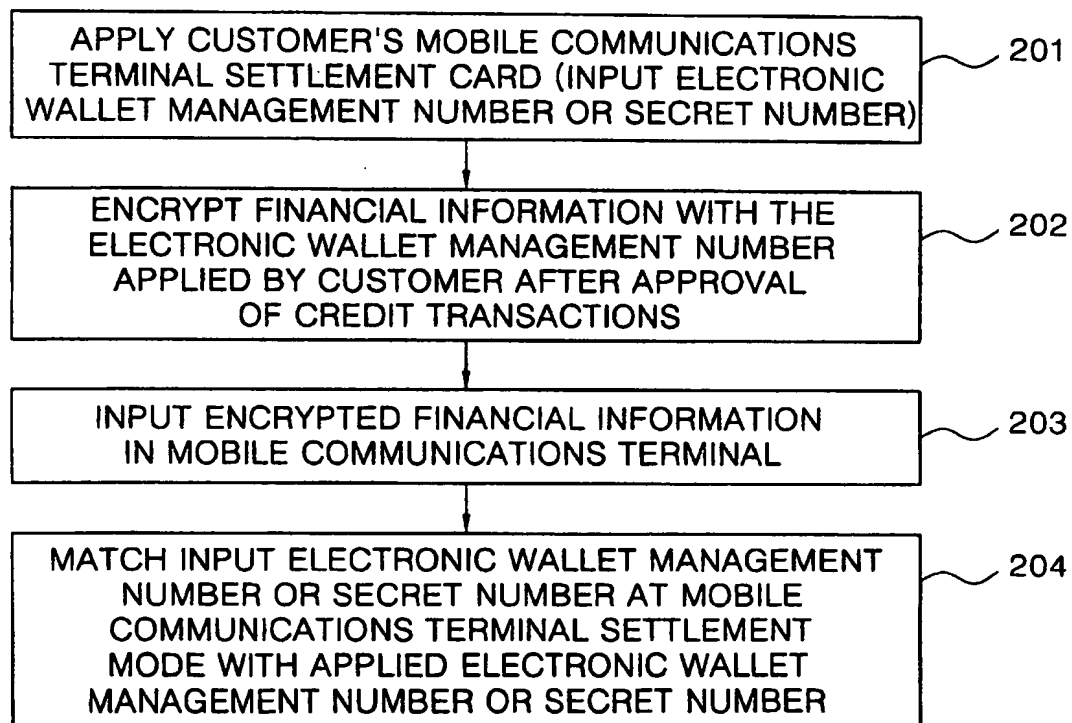 APPLY CUSTOMER'S MOBILE COMMUNICATIONS
TERMINAL SETTLEMENT CARD (INPUT ELECTRONIC
WALLET MANAGEMENT NUMBER OR SECRET NUMBER)
201
ENCRYPT FINANCIAL INFORMATION WITH THE
ELECTRONIC WALLET MANAGEMENT NUMBER
APPLIED BY CUSTOMER AFTER APPROVAL
OF CREDIT TRANSACTIONS
202
INPUT ENCRYPTED FINANCIAL INFORMATION
IN MOBILE COMMUNICATIONS TERMINAL
203
MATCH INPUT ELECTRONIC WALLET MANAGEMENT
NUMBER OR SECRET NUMBER AT MOBILE
COMMUNICATIONS TERMINAL SETTLEMENT
MODE WITH APPLIED ELECTRONIC WALLET
MANAGEMENT NUMBER OR SECRET NUMBER
204